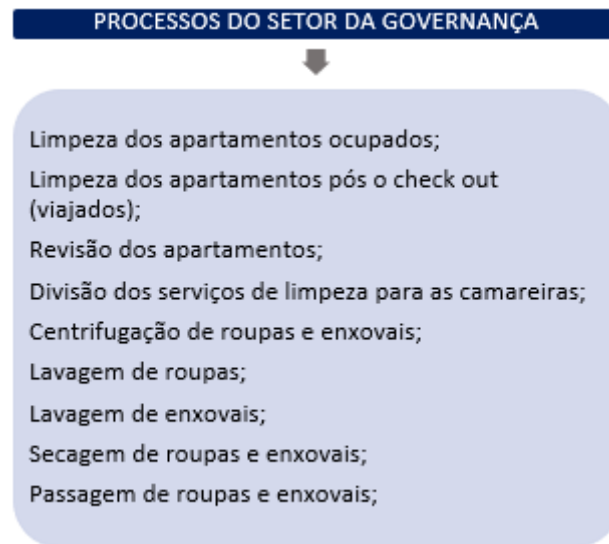 PROCESSOS DO SETOR DA GOVERNANÇA
Limpeza dos apartamentos ocupados;
Limpeza dos apartamentos pós o check out
(viajados);
Revisão dos apartamentos;
Divisão dos serviços de limpeza para as camareiras;
Centrifugação de roupas e enxovais;
Lavagem de roupas;
Lavagem de enxovais;
Secagem de roupas e enxovais;
Passagem de roupas e enxovais;